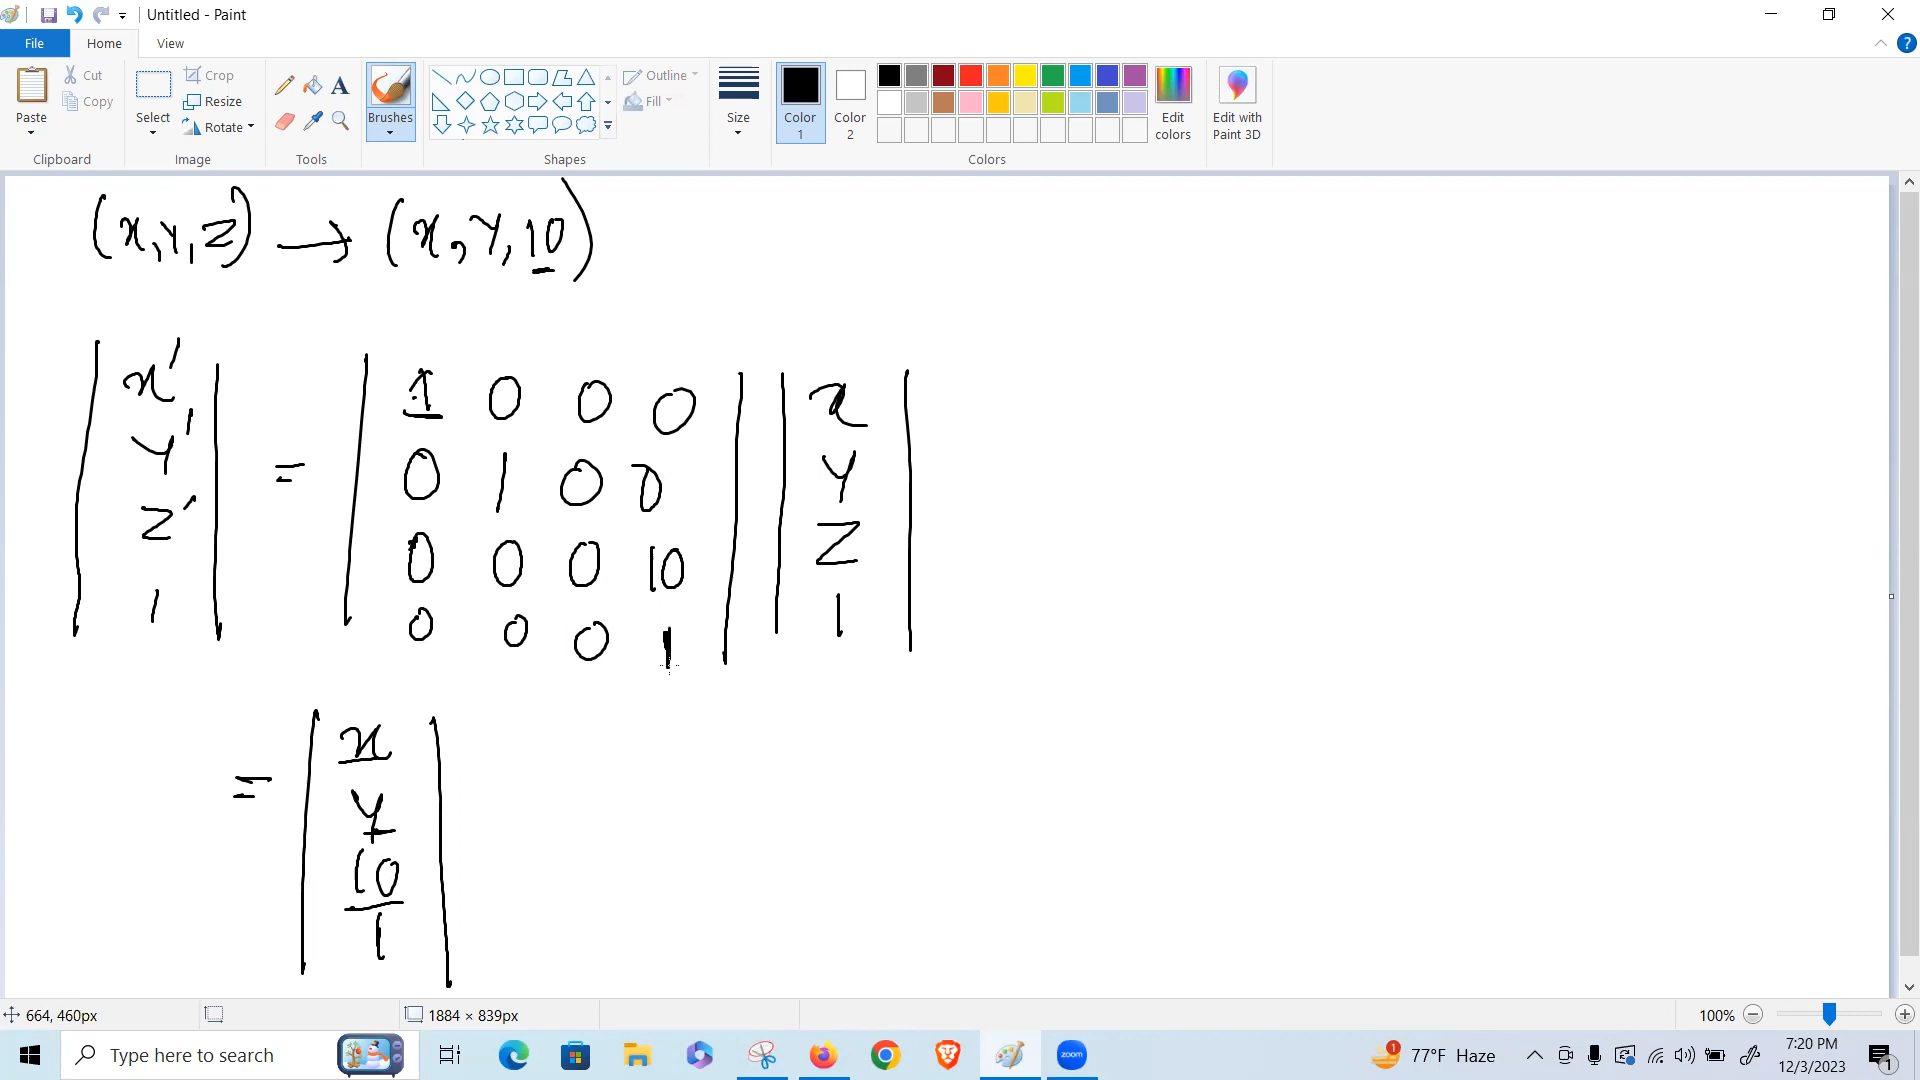 Untitled - Paint
File Home View
Paste Cut Copy Select Crop Resize Rotate A Brushes Outline Fill Size Color 1 Color 2 Edit colors Edit with Paint 3D
Clipboard Image Tools Shapes Colors
(x,Y,Z) → (x,Y,10)
x' 1 0 0 0 x
Y' = 0 1 0 0 Y
Z' 0 0 0 10 Z
1 0 0 0 1 1
x
= Y
10
1
664, 460px 1884 × 839px 100%
Type here to search zoom 1 77°F Haze 7:20 PM 12/3/2023 1